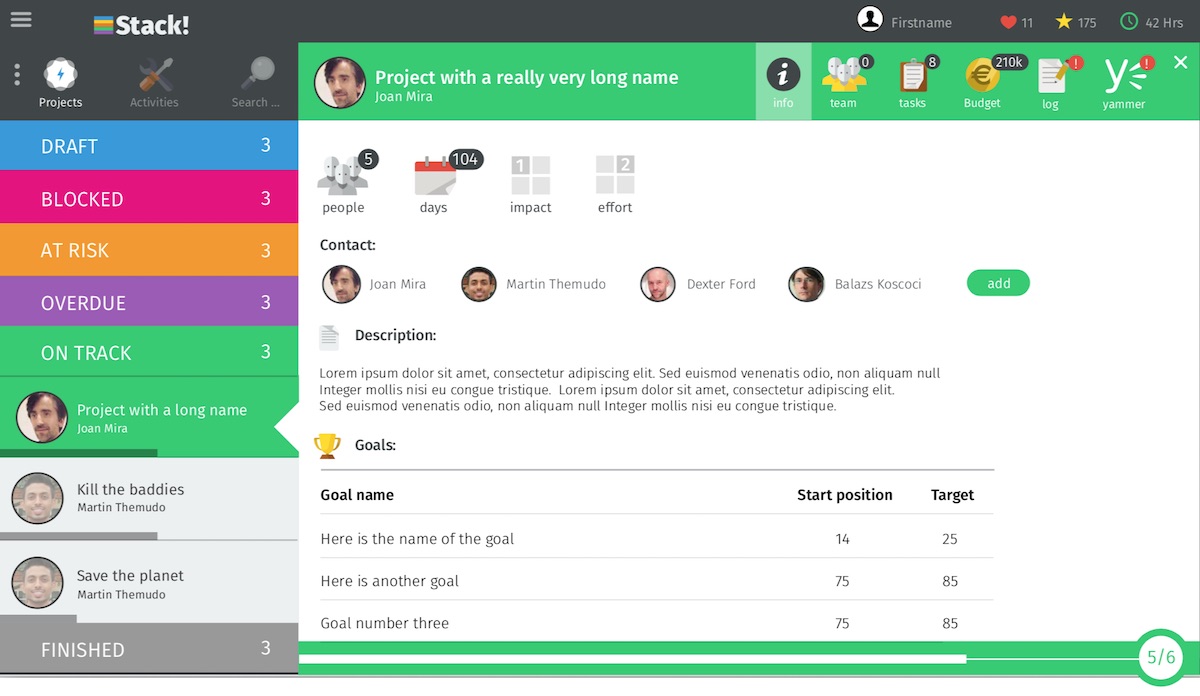 Stack!
Firstname
11
175
42 Hrs
Projects
Activities
Search ...
DRAFT 3
BLOCKED 3
AT RISK 3
OVERDUE 3
ON TRACK 3
Project with a long name
Joan Mira
Kill the baddies
Martin Themudo
Save the planet
Martin Themudo
FINISHED 3
Project with a really very long name
Joan Mira
i
info
0
team
8
tasks
210k
Budget
!
log
y
!
yammer
5
people
104
days
1
impact
2
effort
Contact:
Joan Mira
Martin Themudo
Dexter Ford
Balazs Koscoci
add
Description:
Lorem ipsum dolor sit amet, consectetur adipiscing elit. Sed euismod venenatis odio, non aliquam null
Integer mollis nisi eu congue tristique.  Lorem ipsum dolor sit amet, consectetur adipiscing elit.
Sed euismod venenatis odio, non aliquam null Integer mollis nisi eu congue tristique.
Goals:
Goal name Start position Target
Here is the name of the goal 14 25
Here is another goal 75 85
Goal number three 75 85
5/6